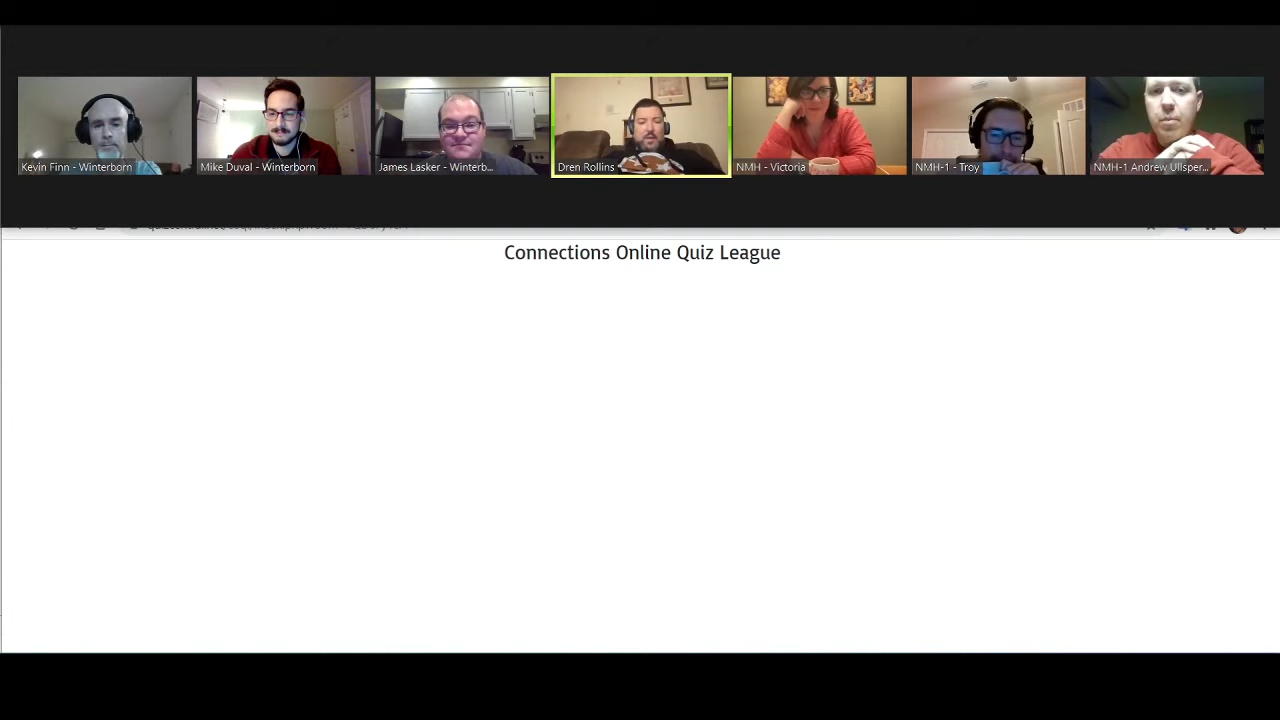 Kevin Finn - Winterborn
Mike Duval - Winterborn
James Lasker - Winterb...
Dren Rollins
NMH - Victoria
NMH-1 - Troy
NMH-1 Andrew Ullsper...
Connections Online Quiz League